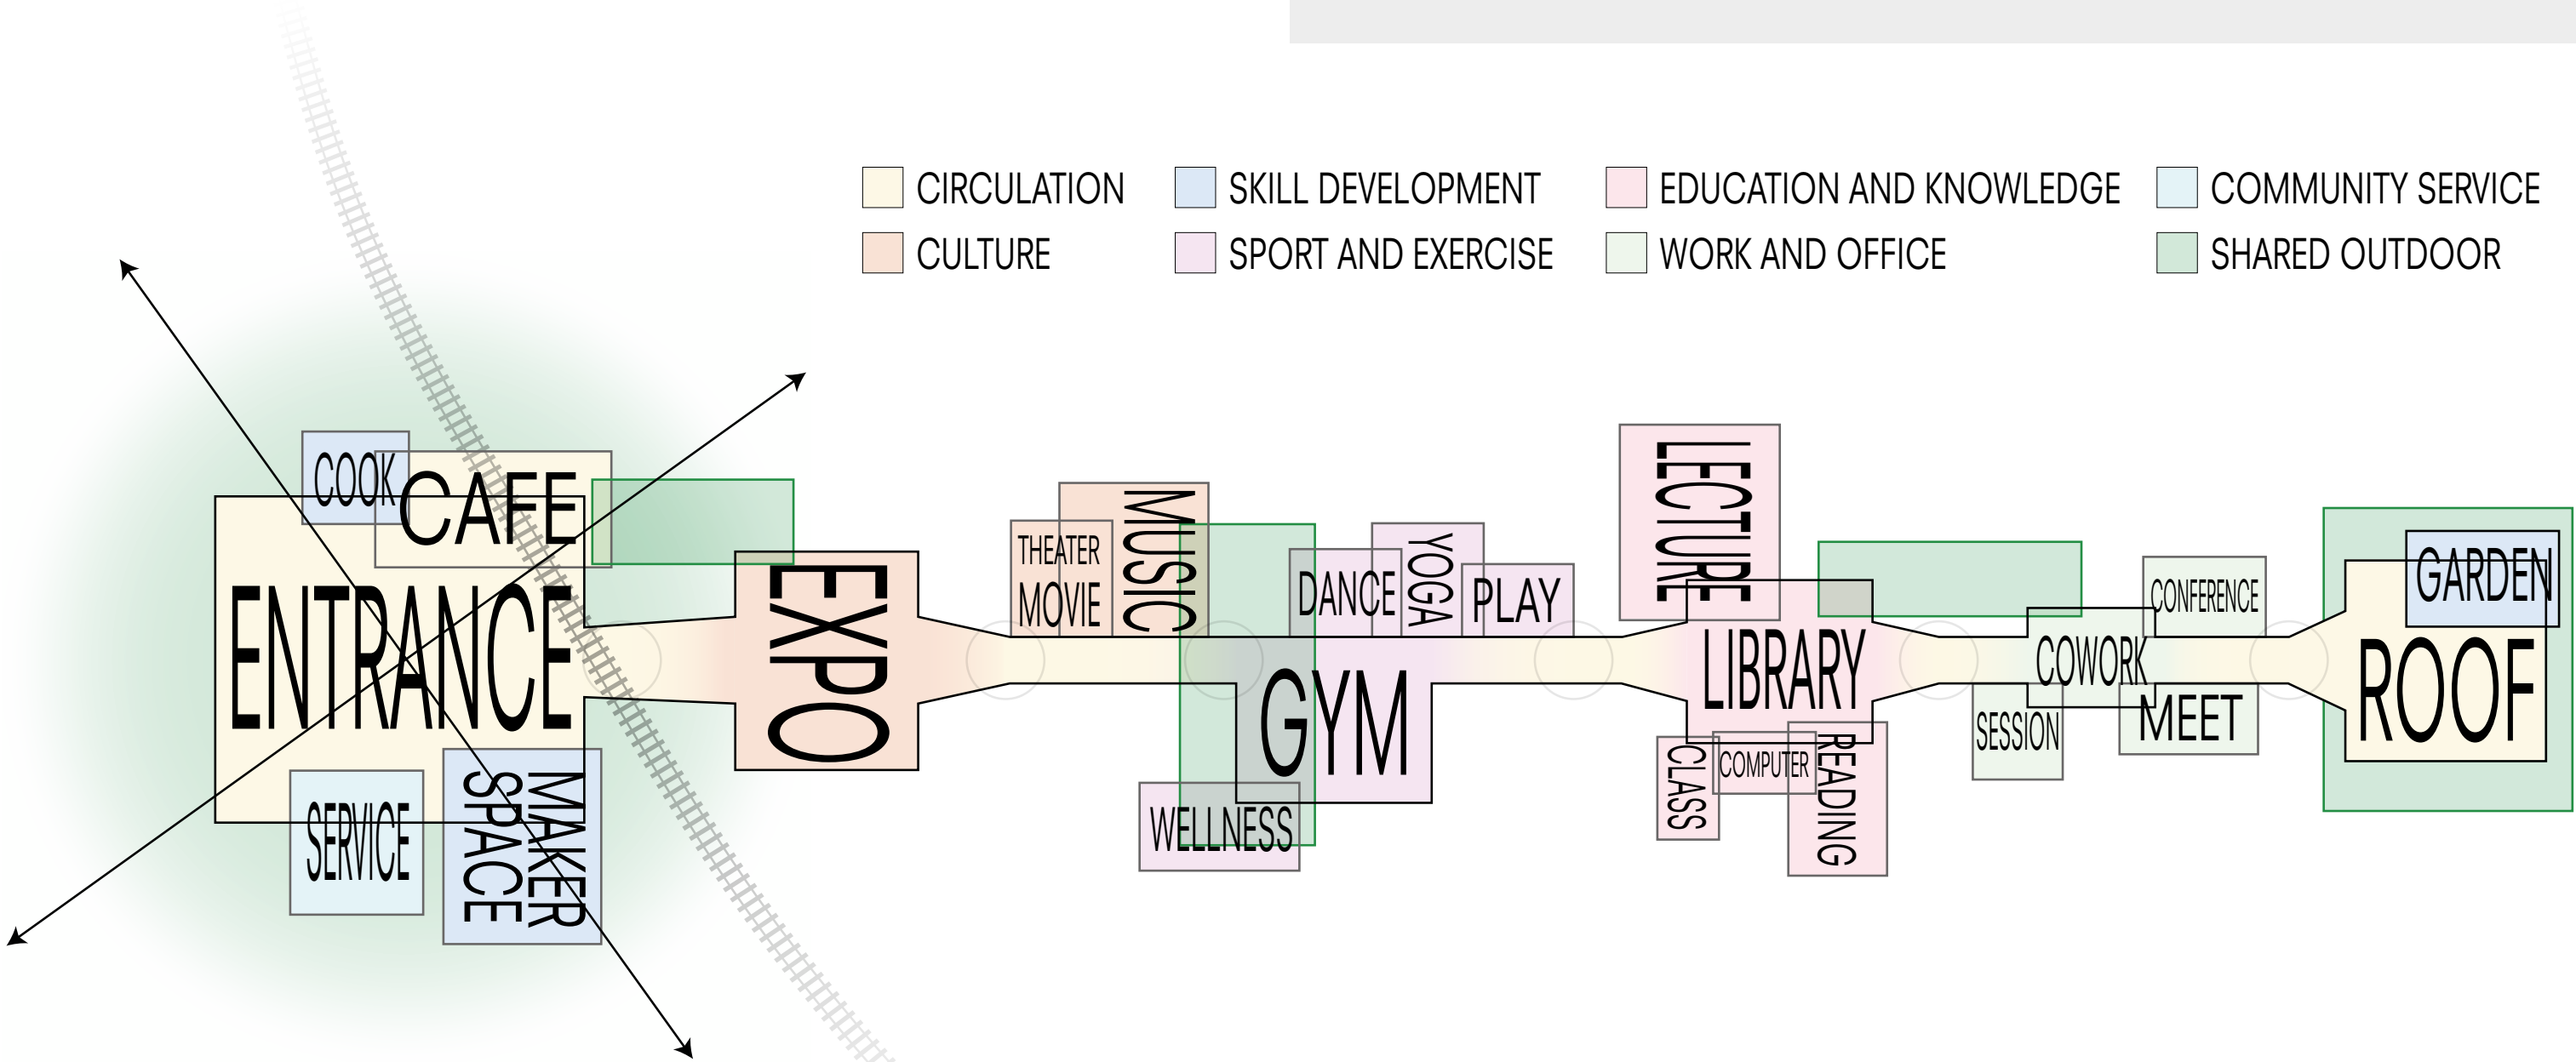 CIRCULATION
SKILL DEVELOPMENT
EDUCATION AND KNOWLEDGE
COMMUNITY SERVICE
CULTURE
SPORT AND EXERCISE
WORK AND OFFICE
SHARED OUTDOOR
COOK
CAFE
ENTRANCE
SERVICE
MAKER
SPACE
EXPO
THEATER
MOVIE
MUSIC
DANCE
YOGA
PLAY
GYM
WELLNESS
LECTURE
LIBRARY
CLASS
COMPUTER
READING
CONFERENCE
COWORK
SESSION
MEET
GARDEN
ROOF